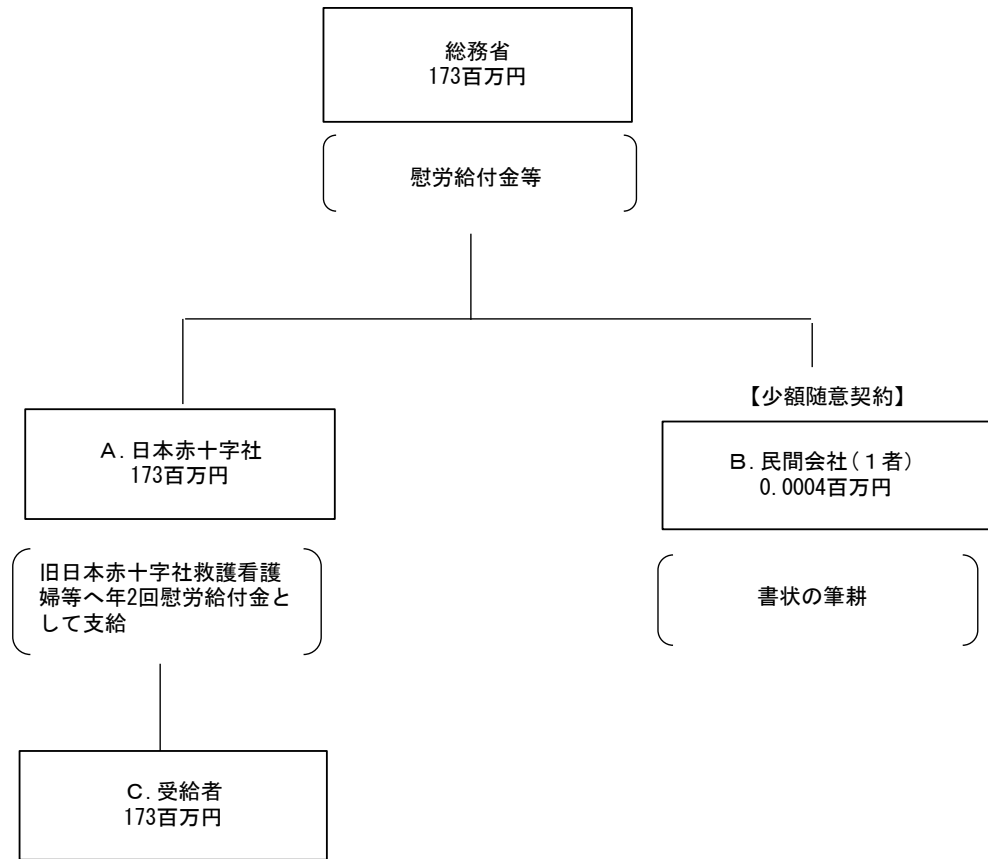 総務省
173百万円
慰労給付金等
【少額随意契約】
A.日本赤十字社
173百万円
B.民間会社(1者)
0.0004百万円
旧日本赤十字社救護看護
婦等へ年2回慰労給付金と
して支給
書状の筆耕
C.受給者
173百万円